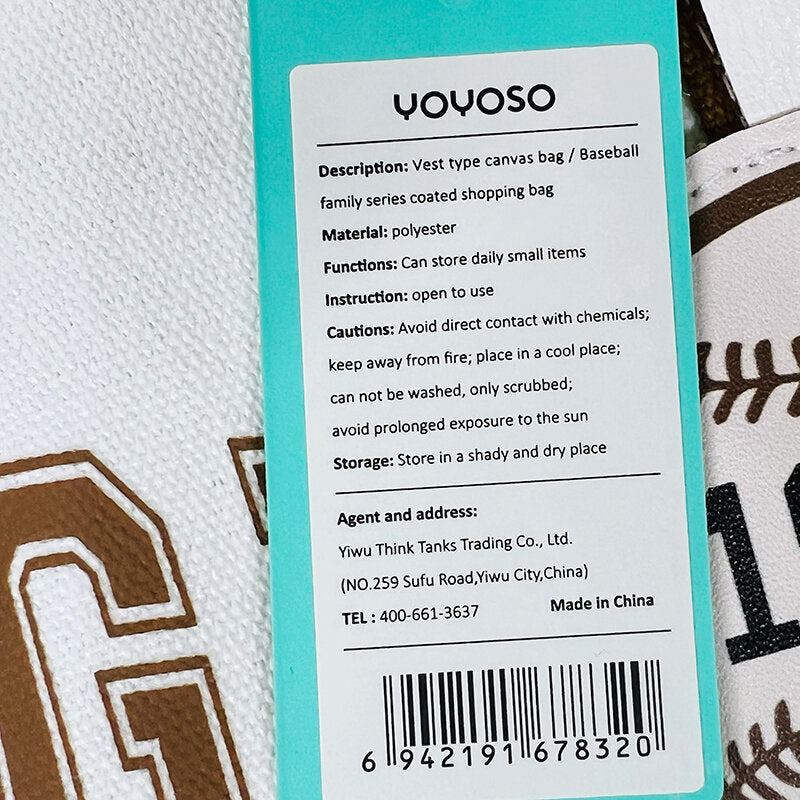 YOYOSO
Description: Vest type canvas bag / Baseball
family series coated shopping bag
Material: polyester
Functions: Can store daily small items
Instruction: open to use
Cautions: Avoid direct contact with chemicals;
keep away from fire; place in a cool place;
can not be washed, only scrubbed;
avoid prolonged exposure to the sun
Storage: Store in a shady and dry place
Agent and address:
Yiwu Think Tanks Trading Co., Ltd.
(NO.259 Sufu Road,Yiwu City,China)
TEL : 400-661-3637 Made in China
6 942191 678320
G